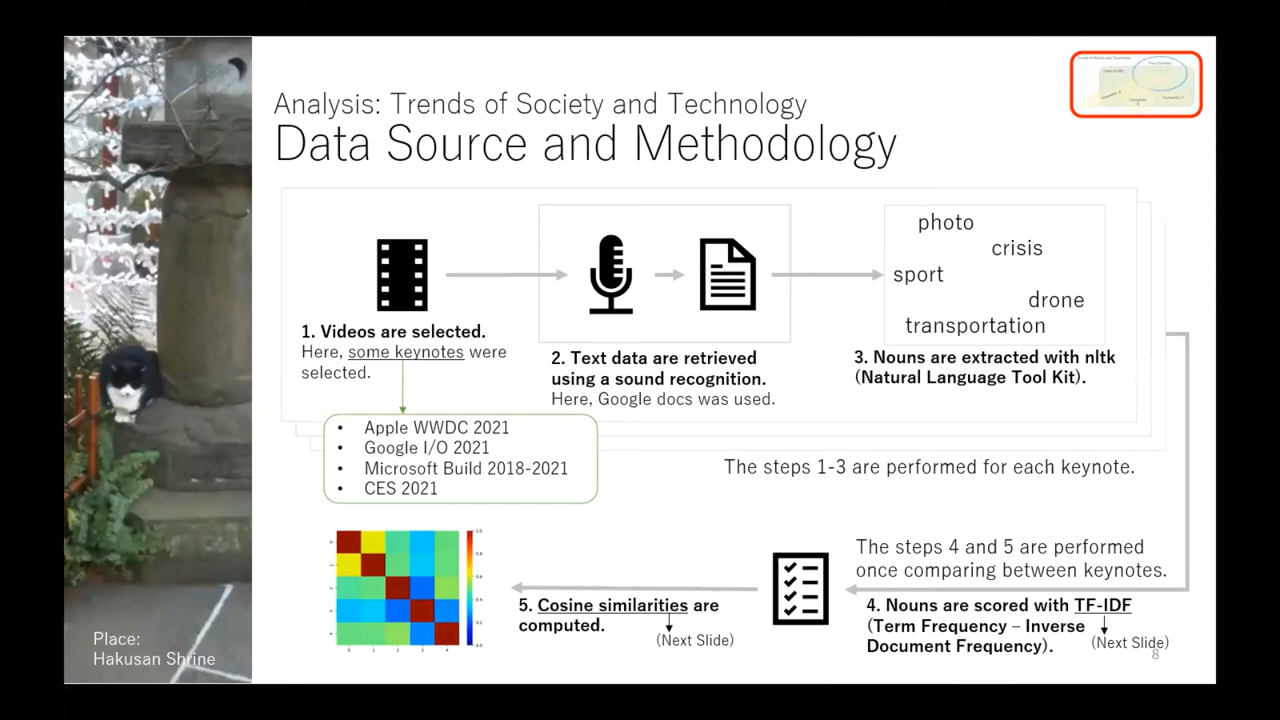 Analysis: Trends of Society and Technology
Data Source and Methodology
1. Videos are selected.
Here, some keynotes were
selected.
• Apple WWDC 2021
• Google I/O 2021
• Microsoft Build 2018-2021
• CES 2021
2. Text data are retrieved
using a sound recognition.
Here, Google docs was used.
photo
crisis
sport
drone
transportation
3. Nouns are extracted with nltk
(Natural Language Tool Kit).
The steps 1-3 are performed for each keynote.
The steps 4 and 5 are performed
once comparing between keynotes.
4. Nouns are scored with TF-IDF
(Term Frequency – Inverse
Document Frequency).
(Next Slide)
5. Cosine similarities are
computed.
(Next Slide)
Place:
Hakusan Shrine
8